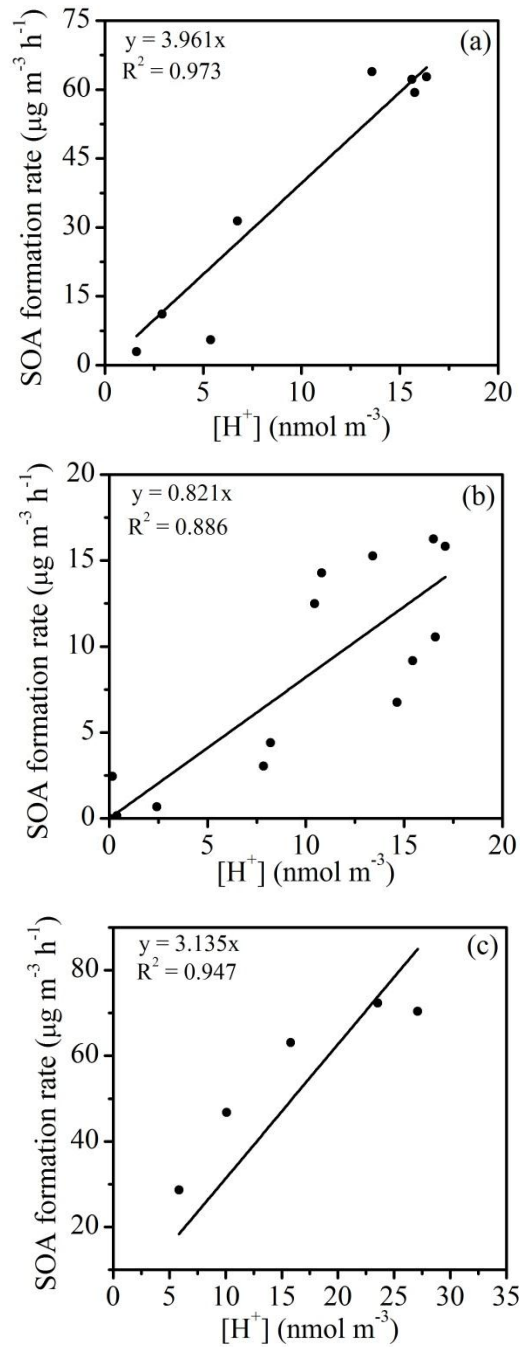 (a)
y = 3.961x
R² = 0.973
SOA formation rate (μg m⁻³ h⁻¹)
75
60
45
30
15
0
0 5 10 15 20
[H⁺] (nmol m⁻³)
(b)
y = 0.821x
R² = 0.886
SOA formation rate (μg m⁻³ h⁻¹)
20
15
10
5
0
0 5 10 15 20
[H⁺] (nmol m⁻³)
(c)
y = 3.135x
R² = 0.947
SOA formation rate (μg m⁻³ h⁻¹)
80
60
40
20
0 5 10 15 20 25 30 35
[H⁺] (nmol m⁻³)